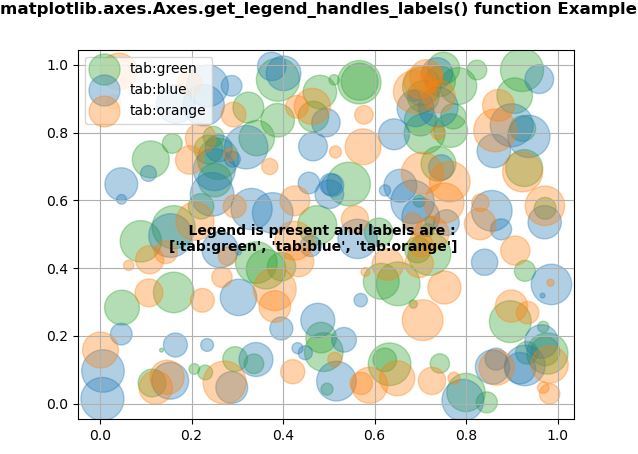 matplotlib.axes.Axes.get_legend_handles_labels() function Example
tab:green
tab:blue
tab:orange
Legend is present and labels are :
['tab:green', 'tab:blue', 'tab:orange']
1.0
0.8
0.6
0.4
0.2
0.0
0.0 0.2 0.4 0.6 0.8 1.0